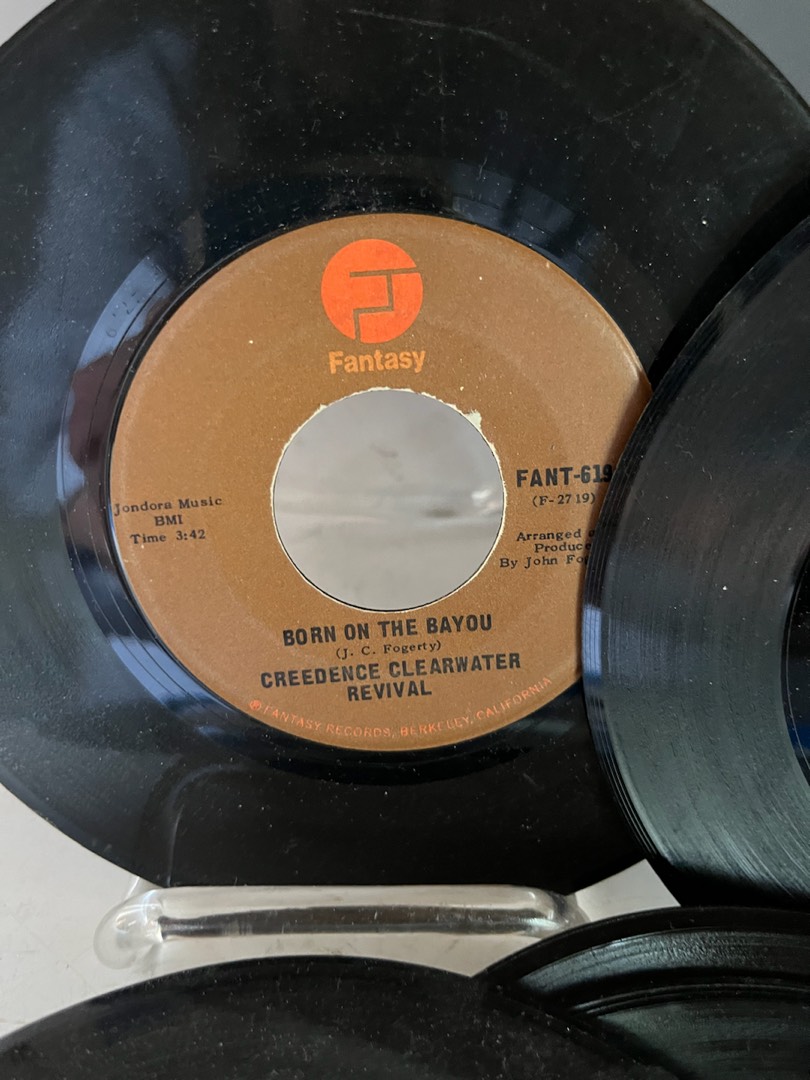 Fantasy
FANT-619
(F-2719)
Jondora Music
BMI
Time 3:42
Arranged
Produce
By John Fo
BORN ON THE BAYOU
(J. C. Fogerty)
CREEDENCE CLEARWATER
REVIVAL
℗ FANTASY RECORDS, BERKELEY, CALIFORNIA